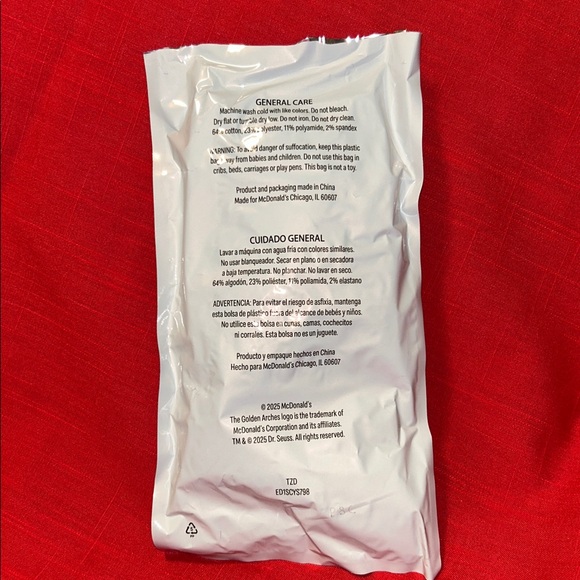 GENERAL CARE
Machine wash cold with like colors. Do not bleach.
Dry flat or tumble dry low. Do not iron. Do not dry clean.
64% cotton, 23% polyester, 11% polyamide, 2% spandex
WARNING: To avoid danger of suffocation, keep this plastic
bag away from babies and children. Do not use this bag in
cribs, beds, carriages or play pens. This bag is not a toy.
Product and packaging made in China
Made for McDonald's Chicago, IL 60607
CUIDADO GENERAL
Lavar a máquina con agua fría con colores similares.
No usar blanqueador. Secar en plano o en secadora
a baja temperatura. No planchar. No lavar en seco.
64% algodón, 23% poliéster, 11% poliamida, 2% elastano
ADVERTENCIA: Para evitar el riesgo de asfixia, mantenga
esta bolsa de plástico fuera del alcance de bebés y niños.
No utilice esta bolsa en cunas, camas, cochecitos
ni corrales. Esta bolsa no es un juguete.
Producto y empaque hechos en China
Hecho para McDonald's Chicago, IL 60607
© 2025 McDonald's
The Golden Arches logo is the trademark of
McDonald's Corporation and its affiliates.
TM & © 2025 Dr. Seuss. All rights reserved.
TZD
ED1SCYS798
5
PP